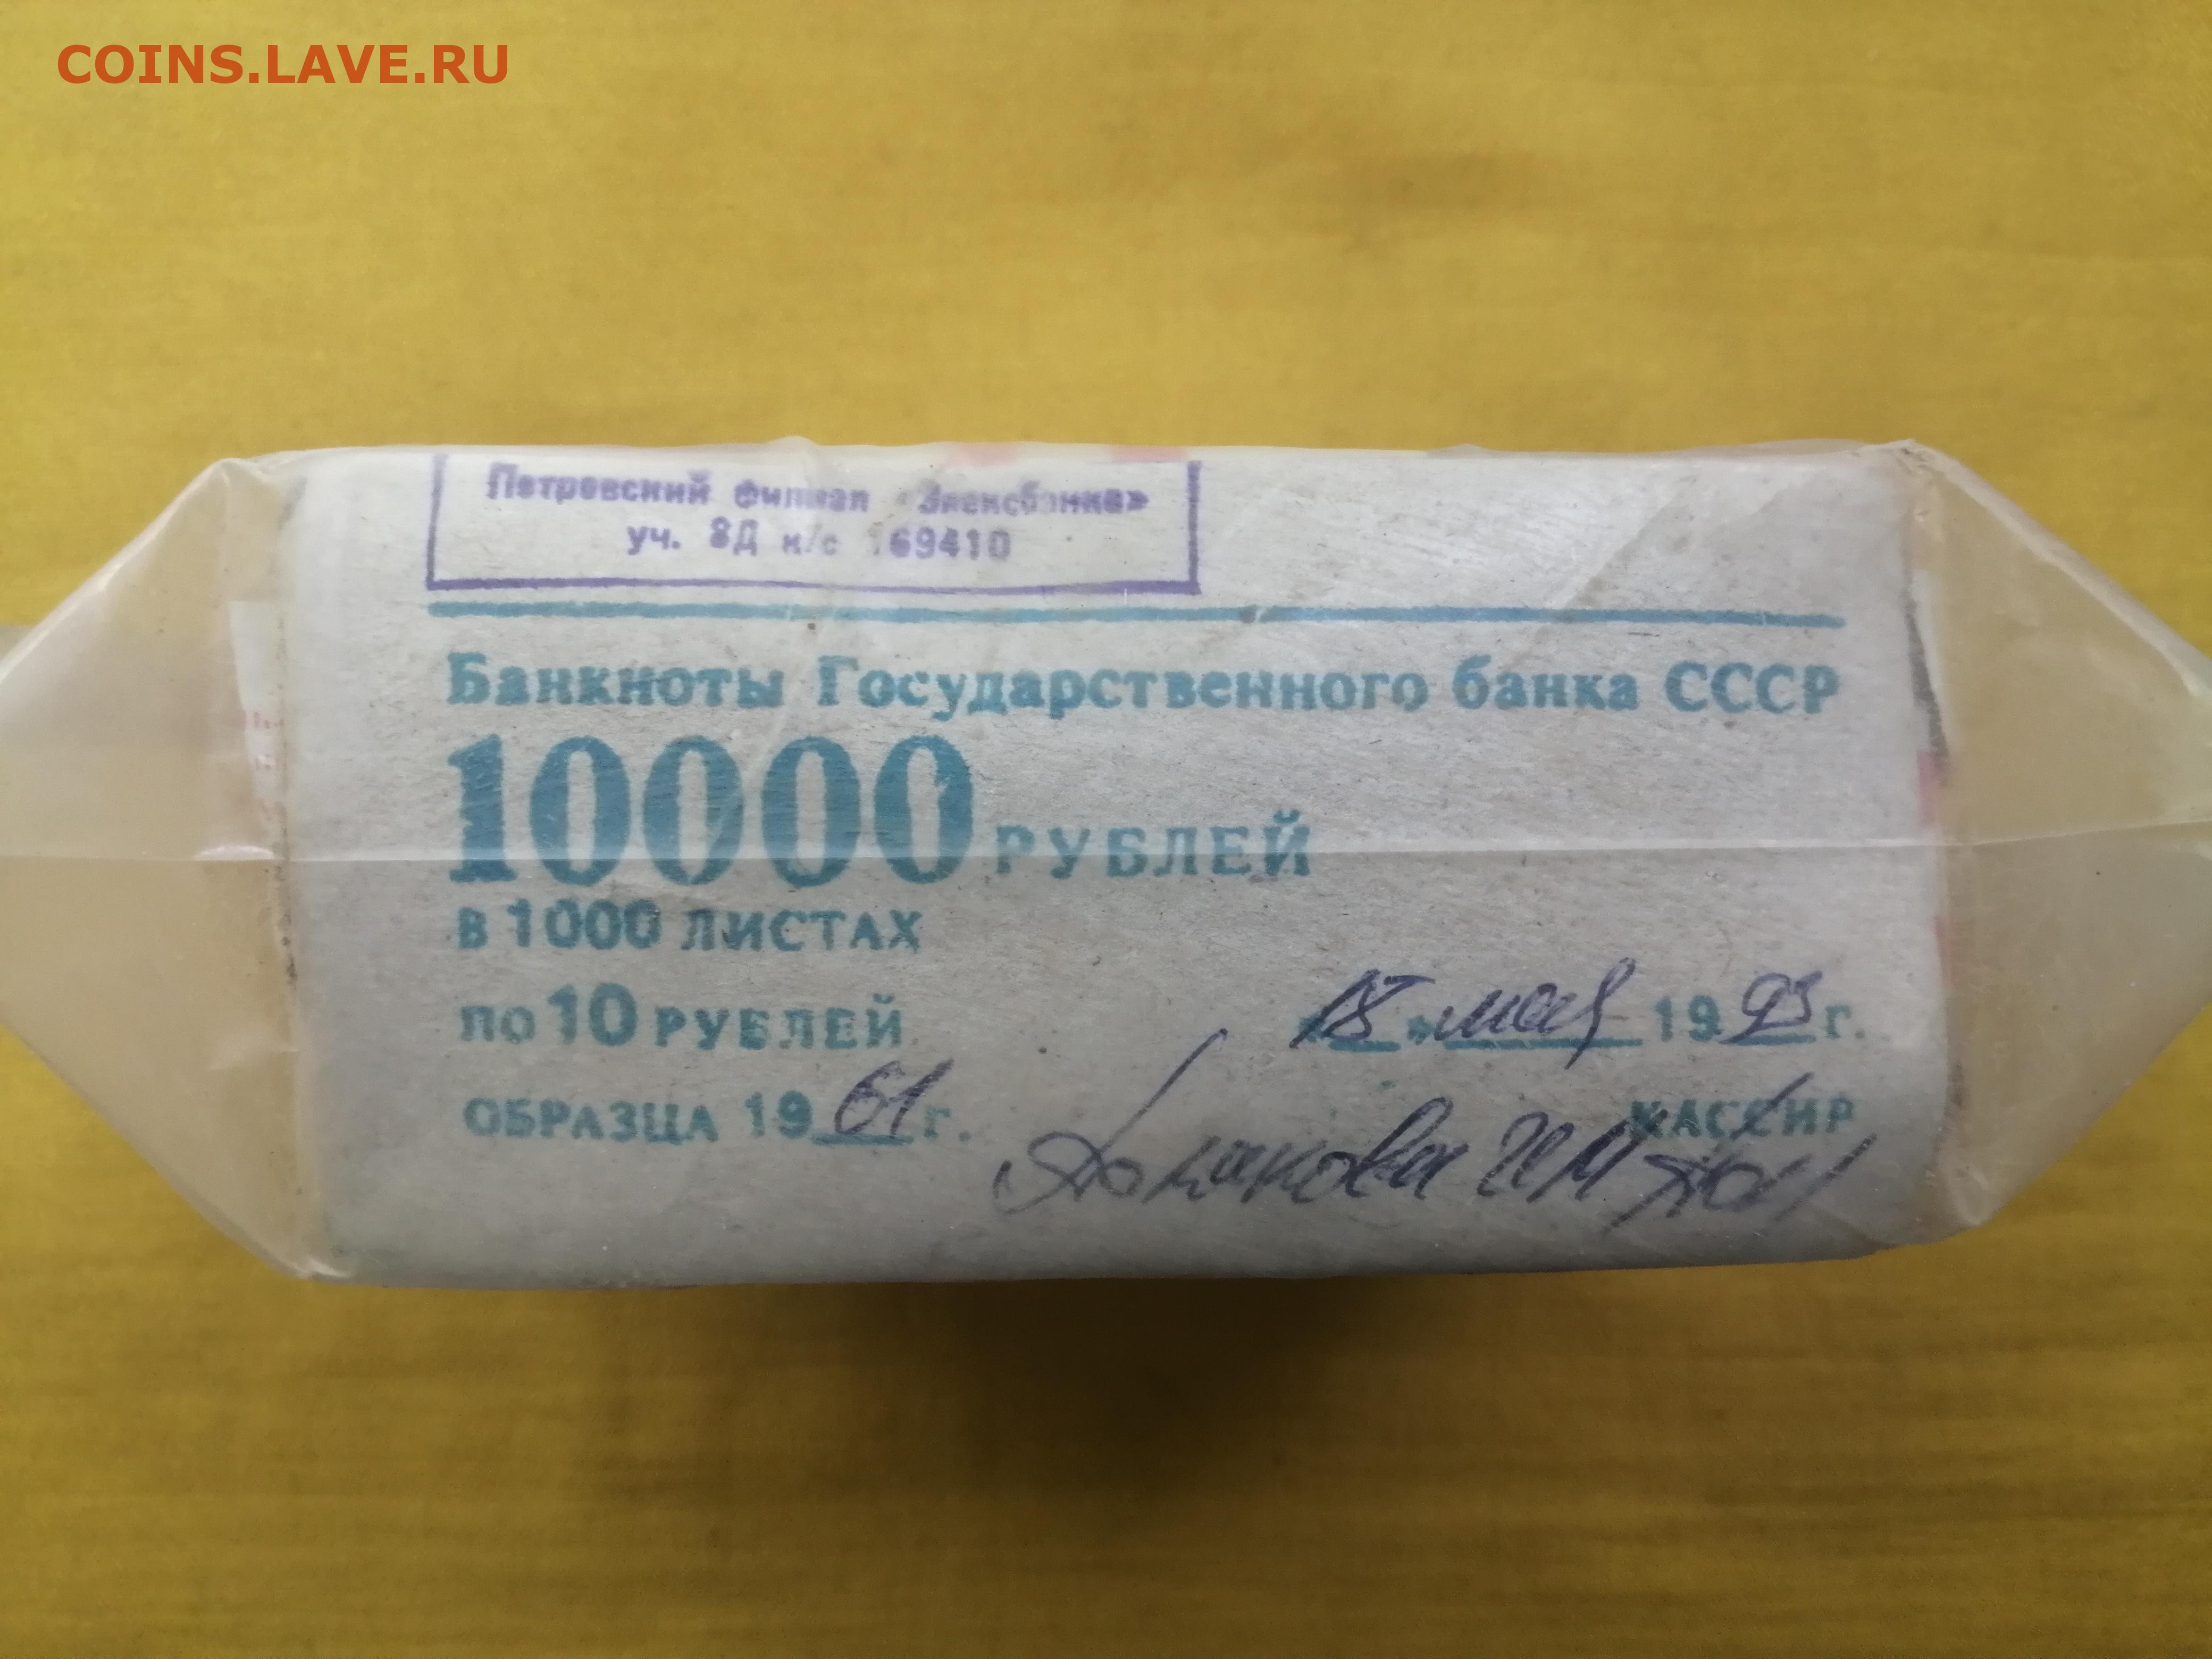 COINS.LAVE.RU
Петровский филиал
уч. 8Д к/с 169410
Банкноты Государственного банка СССР
10000 РУБЛЕЙ
В 1000 ЛИСТАХ
ПО 10 РУБЛЕЙ
«18» мая 1993 г.
ОБРАЗЦА 1961 г.
КАССИР